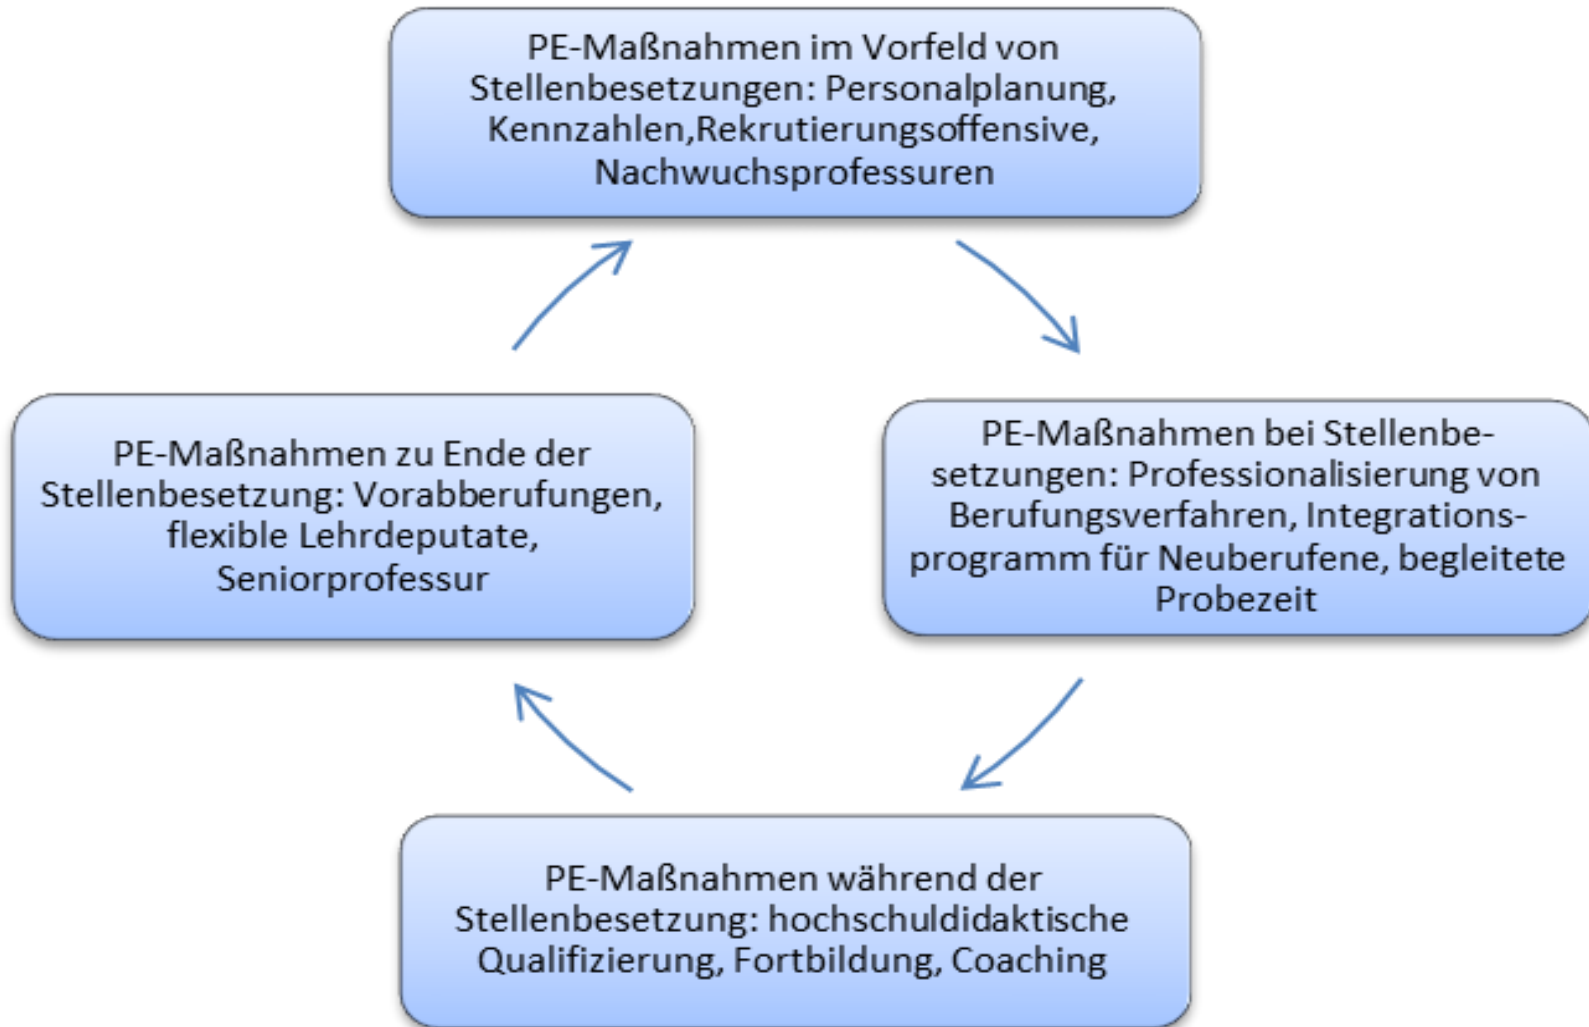 PE-Maßnahmen im Vorfeld von
Stellenbesetzungen: Personalplanung,
Kennzahlen,Rekrutierungsoffensive,
Nachwuchsprofessuren
PE-Maßnahmen bei Stellenbe-
setzungen: Professionalisierung von
Berufungsverfahren, Integrations-
programm für Neuberufene, begleitete
Probezeit
PE-Maßnahmen während der
Stellenbesetzung: hochschuldidaktische
Qualifizierung, Fortbildung, Coaching
PE-Maßnahmen zu Ende der
Stellenbesetzung: Vorabberufungen,
flexible Lehrdeputate,
Seniorprofessur